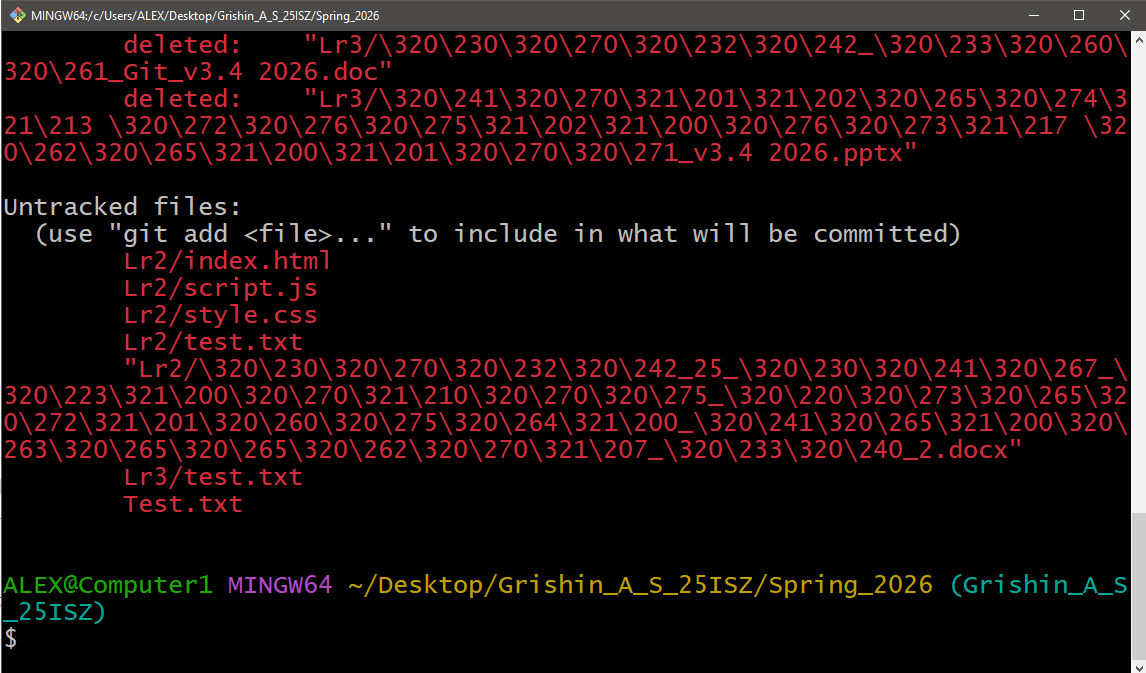 MINGW64:/c/Users/ALEX/Desktop/Grishin_A_S_25ISZ/Spring_2026
deleted:    "Lr3/\320\230\320\270\320\232\320\242_\320\233\320\260\
320\261_Git_v3.4 2026.doc"
deleted:    "Lr3/\320\241\320\270\321\201\321\202\320\265\320\274\3
21\213 \320\272\320\276\320\275\321\202\321\200\320\276\320\273\321\217 \32
0\262\320\265\321\200\321\201\320\270\320\271_v3.4 2026.pptx"
Untracked files:
(use "git add <file>..." to include in what will be committed)
Lr2/index.html
Lr2/script.js
Lr2/style.css
Lr2/test.txt
"Lr2/\320\230\320\270\320\232\320\242_25_\320\230\320\241\320\267_\
320\223\321\200\320\270\321\210\320\270\320\275_\320\220\320\273\320\265\32
0\272\321\201\320\260\320\275\320\264\321\200_\320\241\320\265\321\200\320\
263\320\265\320\265\320\262\320\270\321\207_\320\233\320\240_2.docx"
Lr3/test.txt
Test.txt
ALEX@Computer1 MINGW64 ~/Desktop/Grishin_A_S_25ISZ/Spring_2026 (Grishin_A_S
_25ISZ)
$